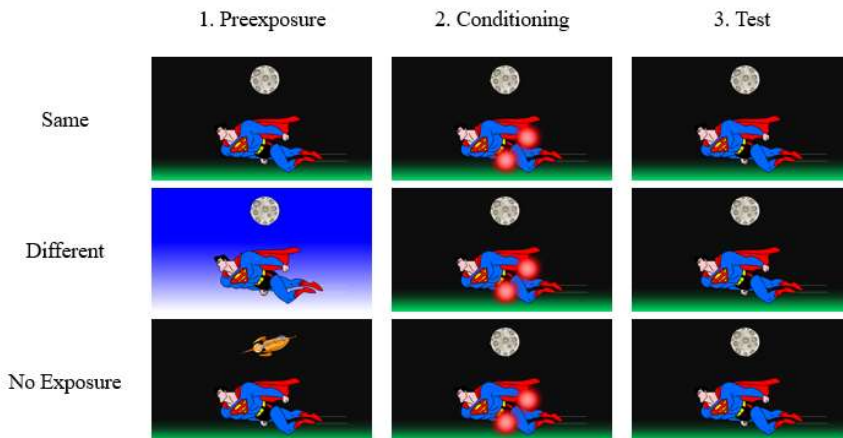 1. Preexposure 2. Conditioning 3. Test
Same
Different
No Exposure